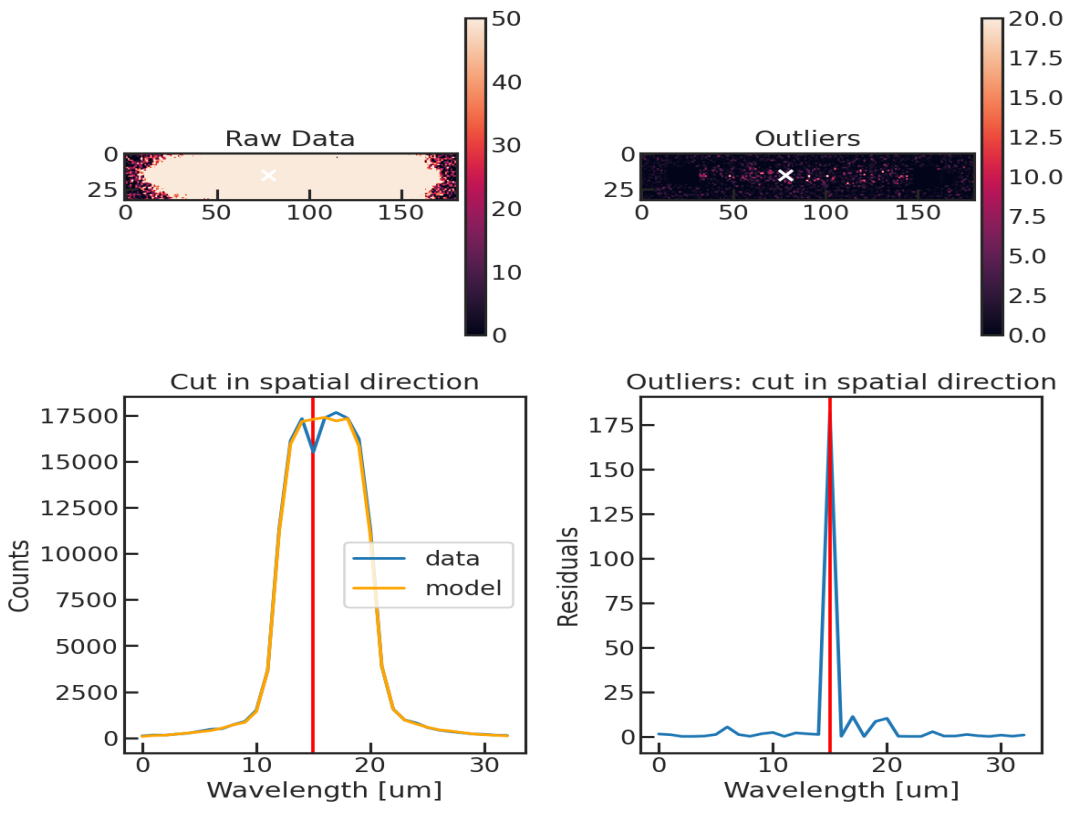 Raw Data
0
25
0 50 100 150
50
40
30
20
10
0
Outliers
0
25
0 50 100 150
20.0
17.5
15.0
12.5
10.0
7.5
5.0
2.5
0.0
Cut in spatial direction
Counts
17500
15000
12500
10000
7500
5000
2500
0
data
model
0 10 20 30
Wavelength [um]
Outliers: cut in spatial direction
Residuals
175
150
125
100
75
50
25
0
0 10 20 30
Wavelength [um]